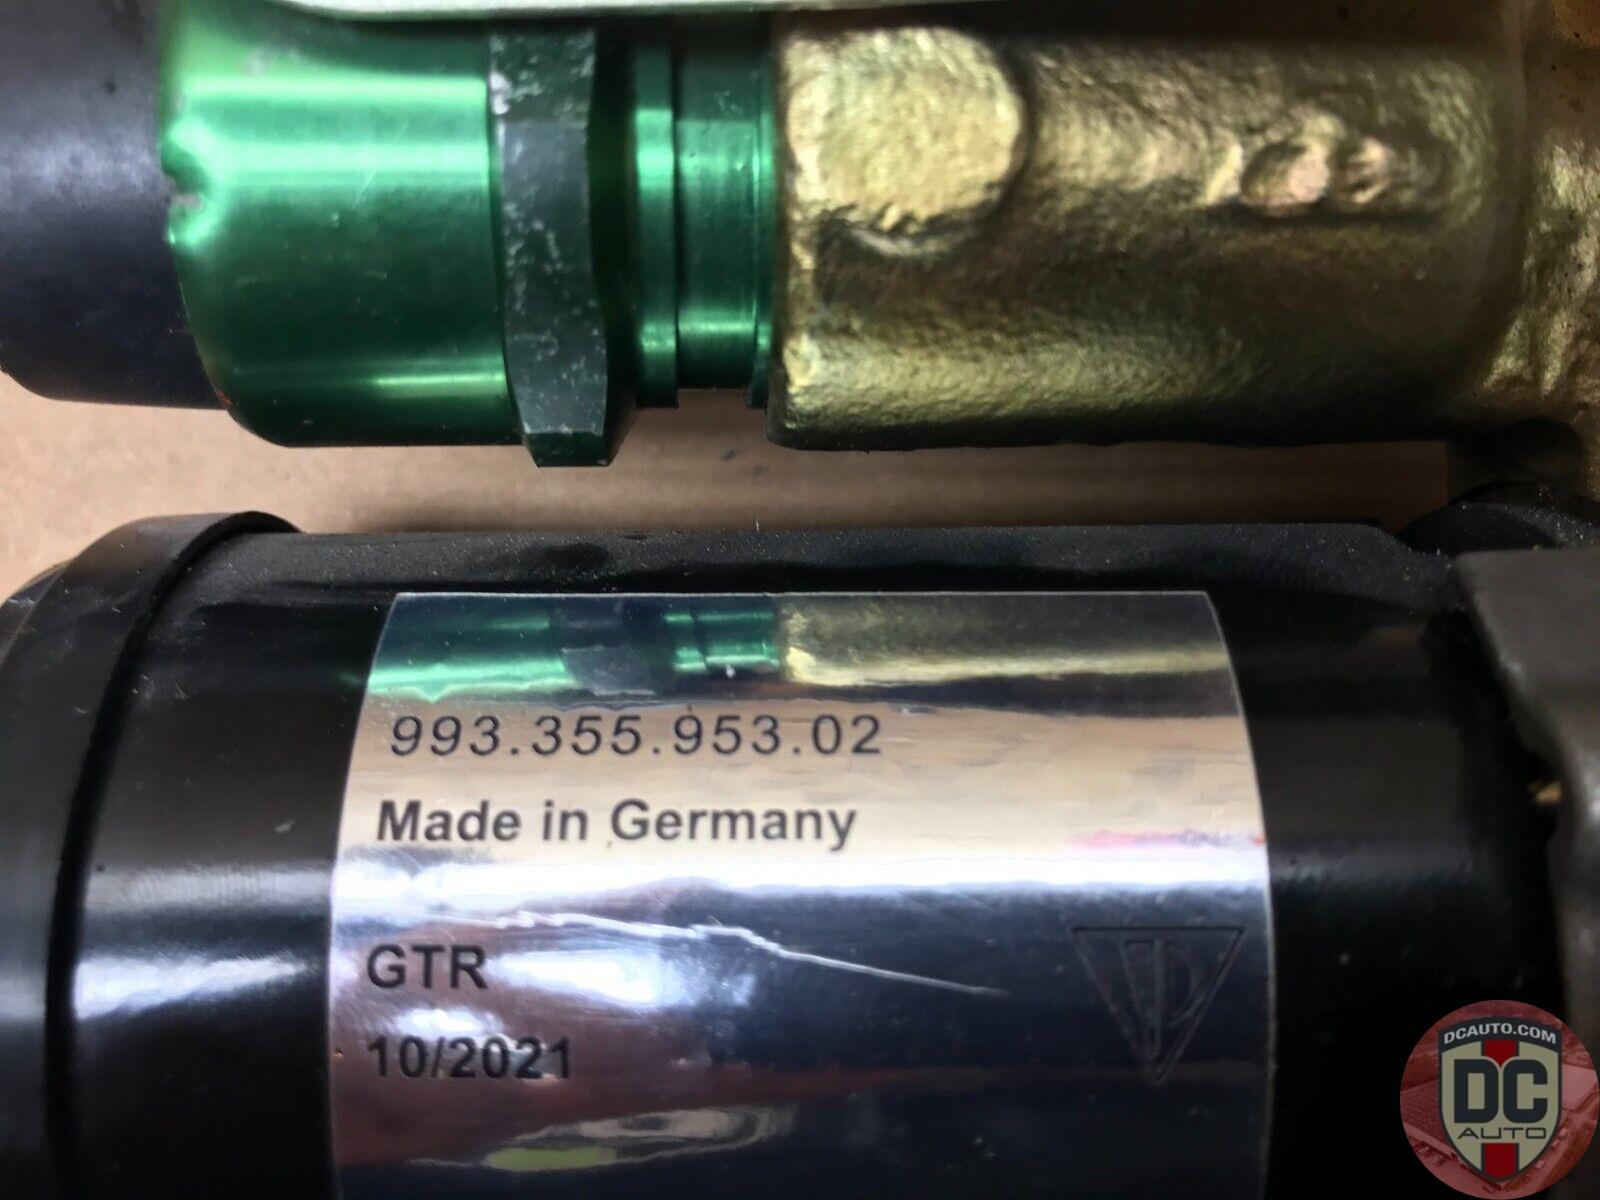 993.355.953.02
Made in Germany
GTR
10/2021
DCAUTO.COM
DC
AUTO